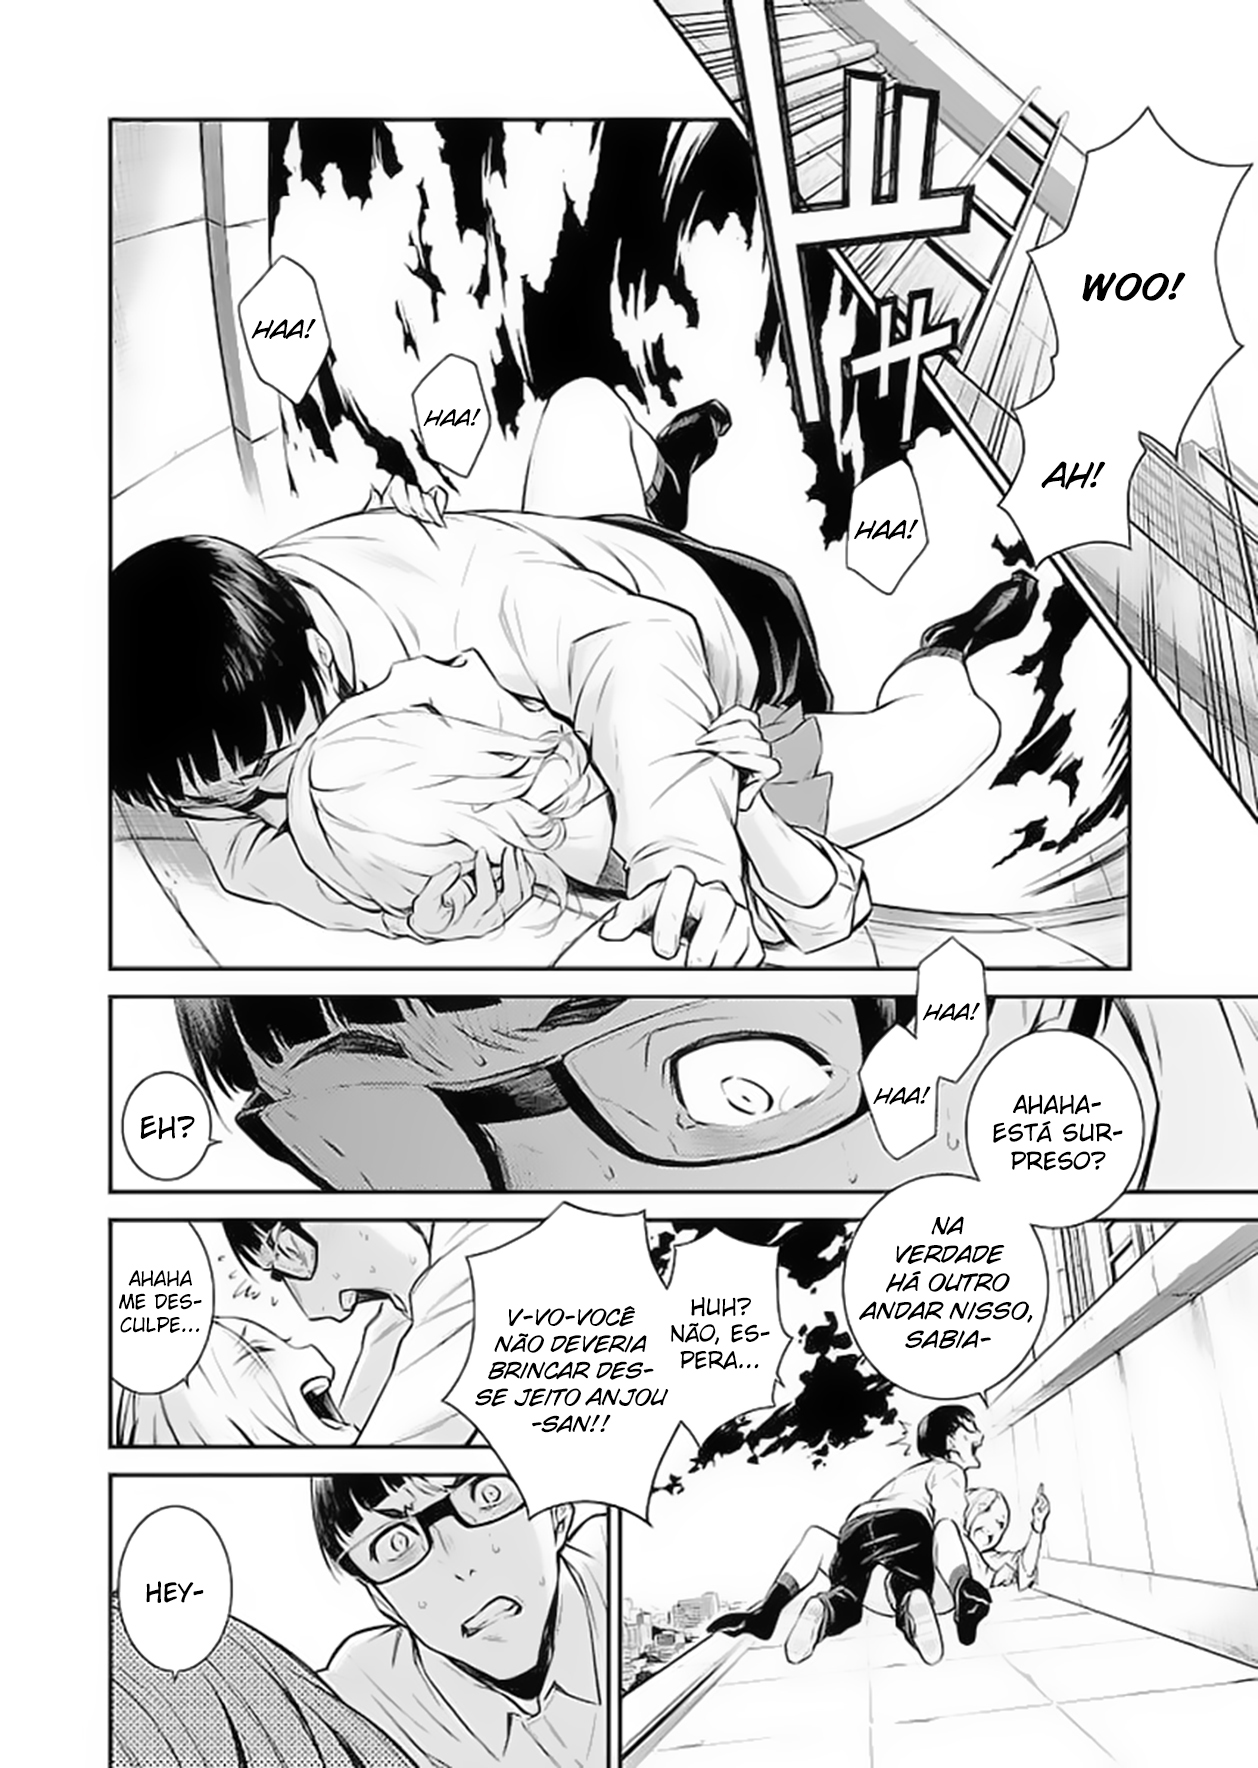 WOO!
AH!
ドサ
HAA!
HAA!
HAA!
HAA!
HAA!
AHAHA-
ESTÁ SUR-
PRESO?
EH?
NA
VERDADE
HÁ OUTRO
ANDAR NISSO,
SABIA-
HUH?
NÃO, ES-
PERA...
V-VO-VOCÊ
NÃO DEVERIA
BRINCAR DES-
SE JEITO ANJOU
-SAN!!
AHAHA
ME DES-
CULPE...
HEY-